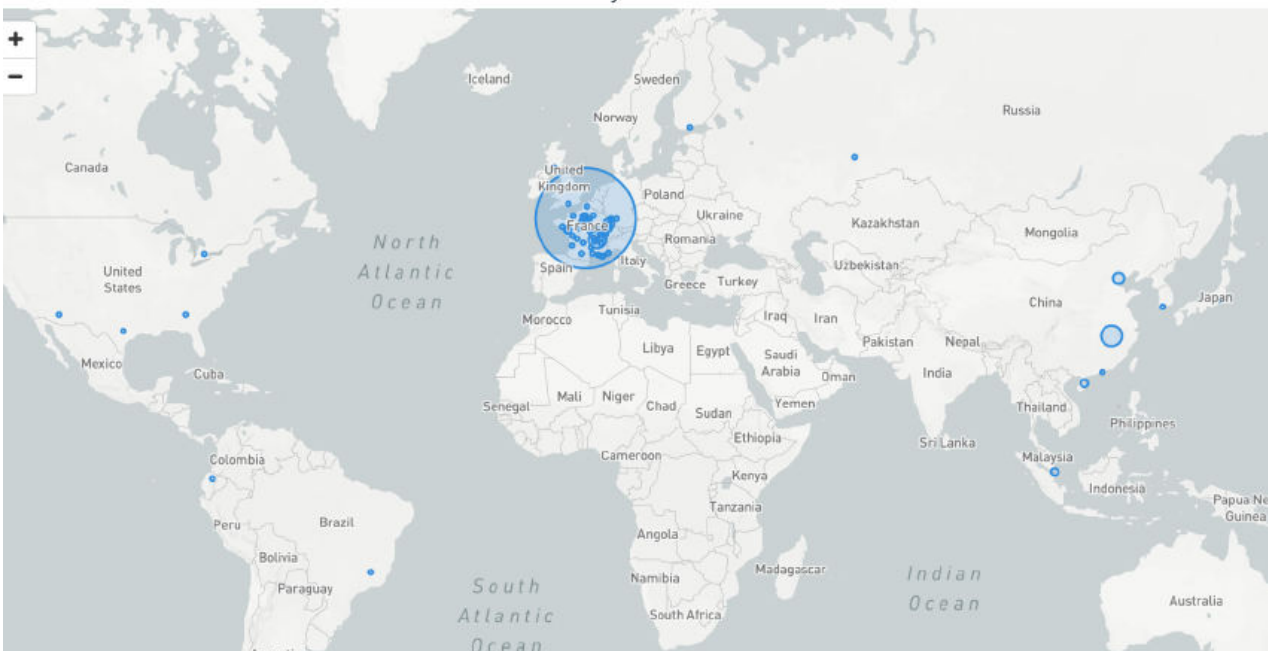 +
−
Iceland
Sweden
Norway
Russia
Canada
United
Kingdom
Poland
Ukraine
France
Kazakhstan
Mongolia
North
Atlantic
Ocean
Romania
Spain
Italy
Uzbekistan
United
States
Greece
Turkey
China
Japan
Morocco
Tunisia
Iraq
Iran
Pakistan
Nepal
Mexico
Cuba
Libya
Egypt
Saudi
Arabia
Oman
India
Mali
Niger
Chad
Sudan
Yemen
Senegal
Thailand
Philippines
Ethiopia
Sri Lanka
Colombia
Cameroon
Kenya
Malaysia
Indonesia
Papua Ne
Guinea
Tanzania
Peru
Brazil
Angola
Bolivia
Paraguay
Namibia
Madagascar
South
Atlantic
Ocean
Indian
Ocean
South Africa
Australia